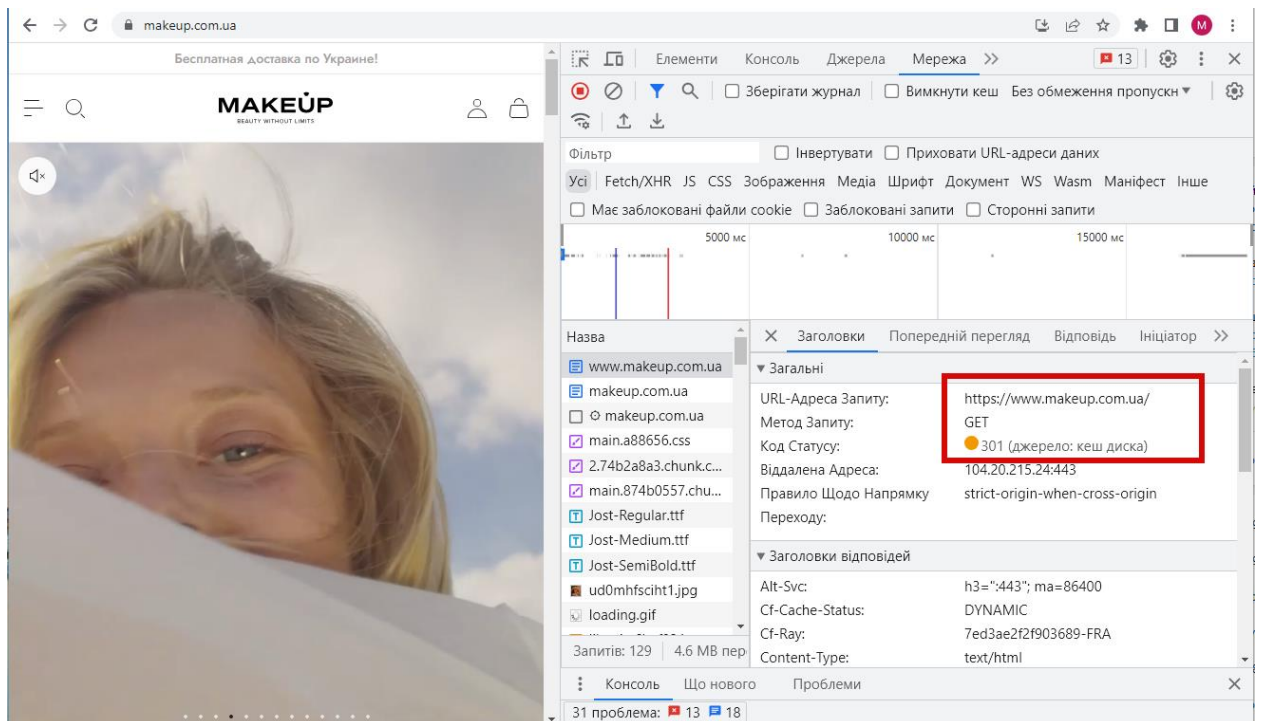 makeup.com.ua
M
Бесплатная доставка по Украине!
MAKEUP
BEAUTY WITHOUT LIMITS
Елементи Консоль Джерела Мережа 13
Зберігати журнал Вимкнути кеш Без обмеження пропускн
Фільтр Інвертувати Приховати URL-адреси даних
Усі Fetch/XHR JS CSS Зображення Медіа Шрифт Документ WS Wasm Маніфест Інше
Має заблоковані файли cookie Заблоковані запити Сторонні запити
5000 мс 10000 мс 15000 мс
Назва
www.makeup.com.ua
makeup.com.ua
makeup.com.ua
main.a88656.css
2.74b2a8a3.chunk.c...
main.874b0557.chu...
Jost-Regular.ttf
Jost-Medium.ttf
Jost-SemiBold.ttf
ud0mhfsciht1.jpg
loading.gif
Запитів: 129 4.6 MB пер
Заголовки Попередній перегляд Відповідь Ініціатор
Загальні
URL-Адреса Запиту: https://www.makeup.com.ua/
Метод Запиту: GET
Код Статусу: 301 (джерело: кеш диска)
Віддалена Адреса: 104.20.215.24:443
Правило Щодо Напрямку strict-origin-when-cross-origin
Переходу:
Заголовки відповідей
Alt-Svc: h3=":443"; ma=86400
Cf-Cache-Status: DYNAMIC
Cf-Ray: 7ed3ae2f2f903689-FRA
Content-Type: text/html
Консоль Що нового Проблеми
31 проблема: 13 18